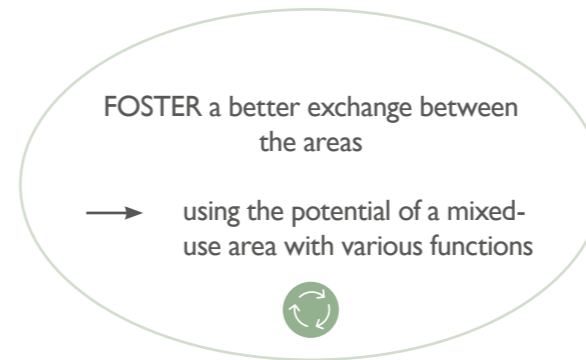 FOSTER a better exchange between
the areas
using the potential of a mixed-
use area with various functions